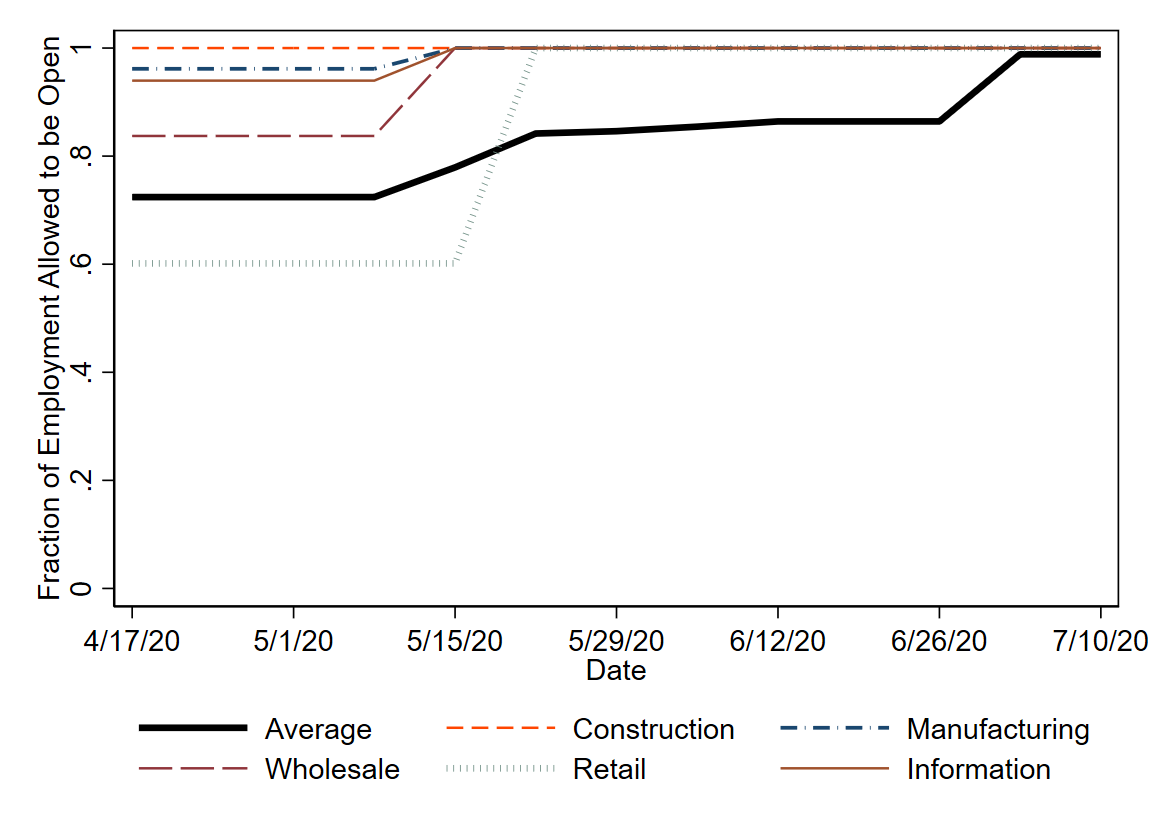 Fraction of Employment Allowed to be Open
1
.8
.6
.4
.2
0
4/17/20 5/1/20 5/15/20 5/29/20 6/12/20 6/26/20 7/10/20
Date
Average Construction Manufacturing
Wholesale Retail Information